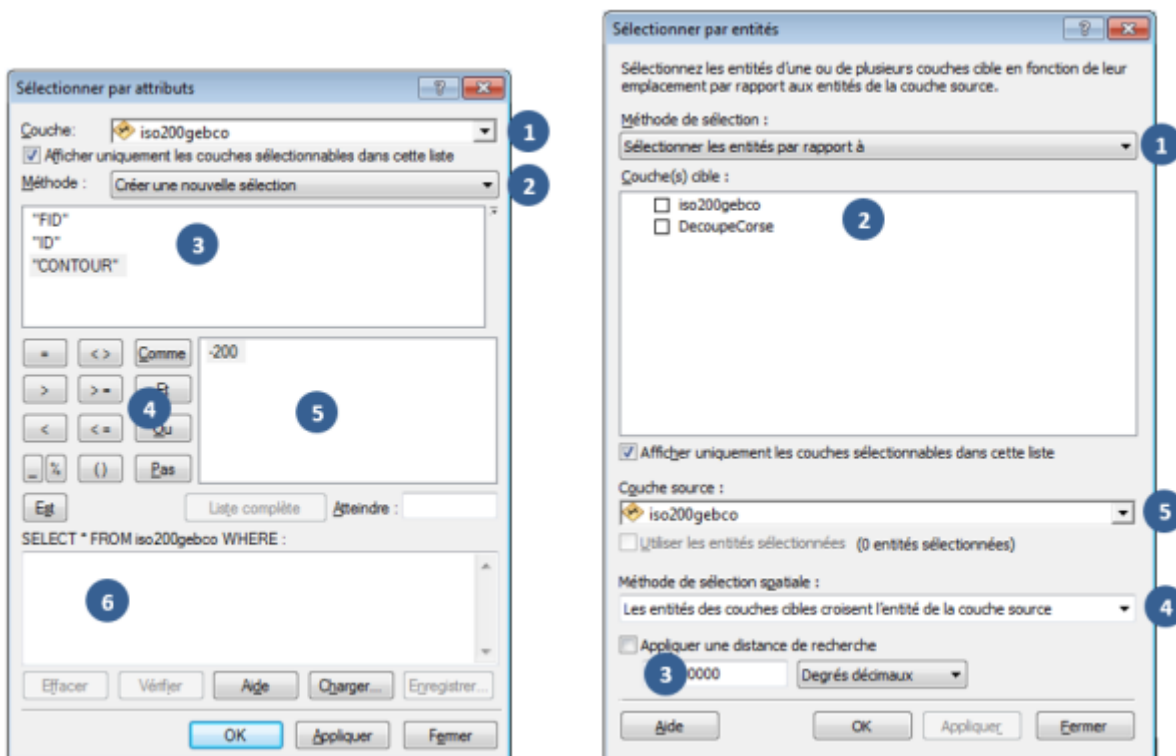 Sélectionner par attributs
Couche: iso200gebco
1
Afficher uniquement les couches sélectionnables dans cette liste
Méthode : Créer une nouvelle sélection
2
"FID"
"ID"
"CONTOUR"
3
= < > Comme
> > = Et
< < = Ou
_ % () Pas
Est
4
-200
5
Liste complète Atteindre :
SELECT * FROM iso200gebco WHERE :
6
Effacer Vérifier Aide Charger... Enregistrer...
OK Appliquer Fermer
Sélectionner par entités
Sélectionnez les entités d'une ou de plusieurs couches cible en fonction de leur
emplacement par rapport aux entités de la couche source.
Méthode de sélection :
Sélectionner les entités par rapport à
1
Couche(s) cible :
iso200gebco
DecoupeCorse
2
Afficher uniquement les couches sélectionnables dans cette liste
Couche source :
iso200gebco
5
Utiliser les entités sélectionnées (0 entités sélectionnées)
Méthode de sélection spatiale :
Les entités des couches cibles croisent l'entité de la couche source
4
Appliquer une distance de recherche
3
0000 Degrés décimaux
Aide OK Appliquer Fermer